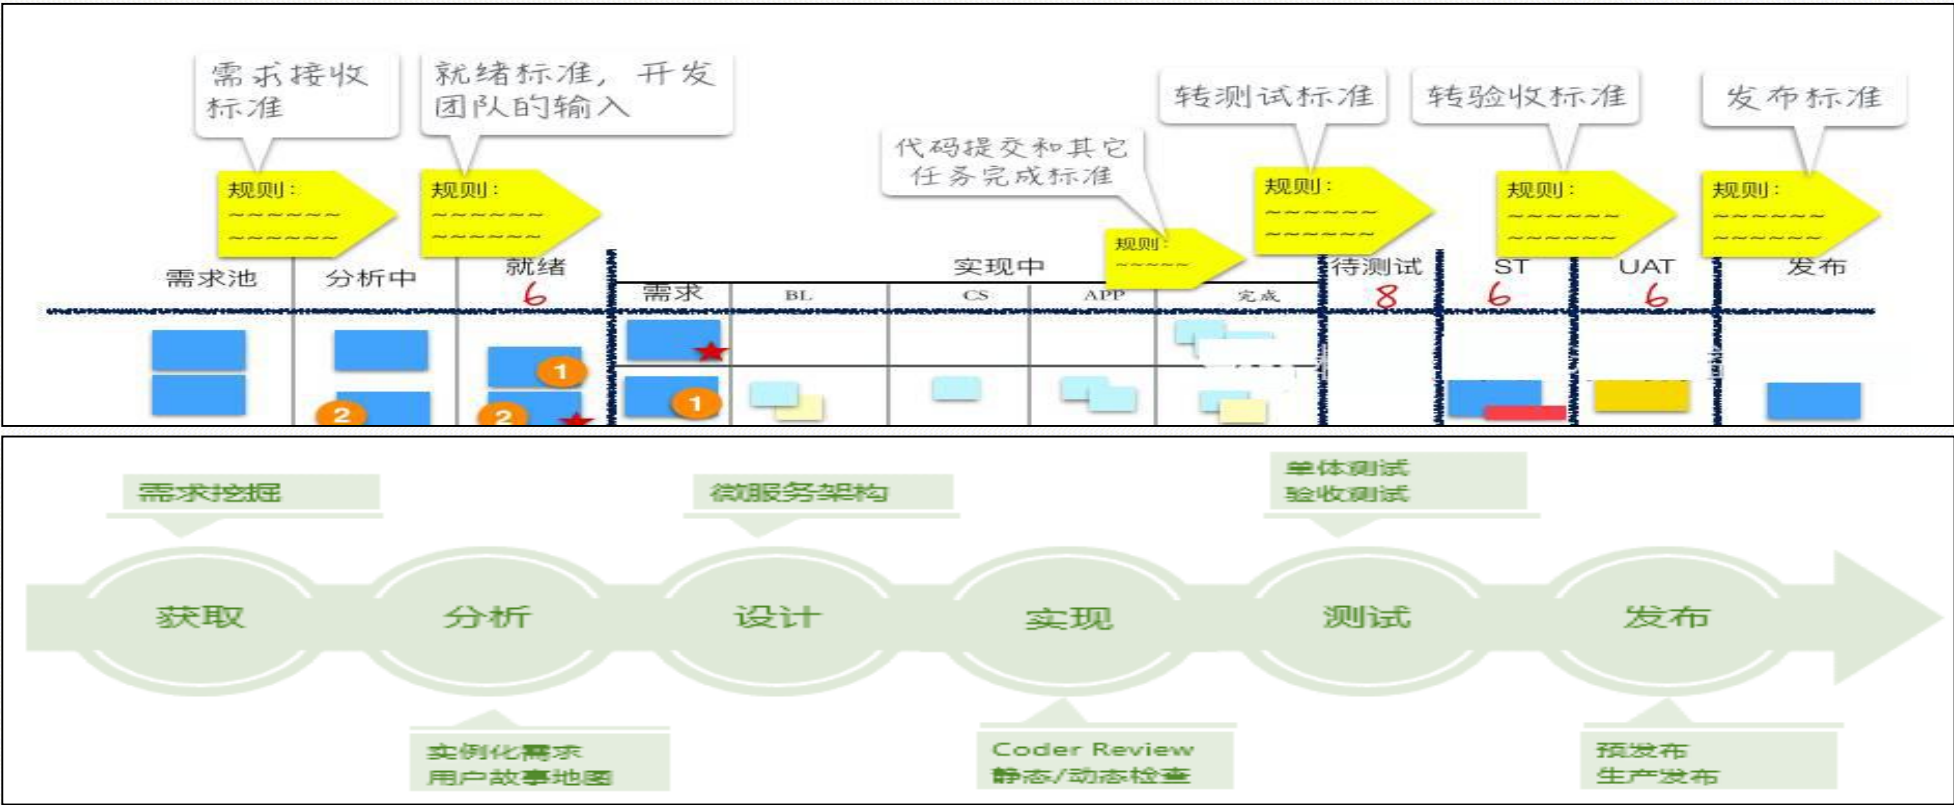 需求接收
标准
就绪标准, 开发
团队的输入
代码提交和其它
任务完成标准
转测试标准
转验收标准
发布标准
规则:
~~~~~~
~~~~~~
规则:
~~~~~~
~~~~~~
规则:
~~~~~
规则:
~~~~~~
~~~~~~
规则:
~~~~~~
~~~~~~
规则:
~~~~~~
~~~~~~
需求池
分析中
就绪
6
实现中
需求
BL
CS
APP
完成
待测试
8
ST
6
UAT
6
发布
1
2
2
1
需求挖掘
微服务架构
单体测试
验收测试
获取
分析
设计
实现
测试
发布
实例化需求
用户故事地图
Coder Review
静态/动态检查
预发布
生产发布